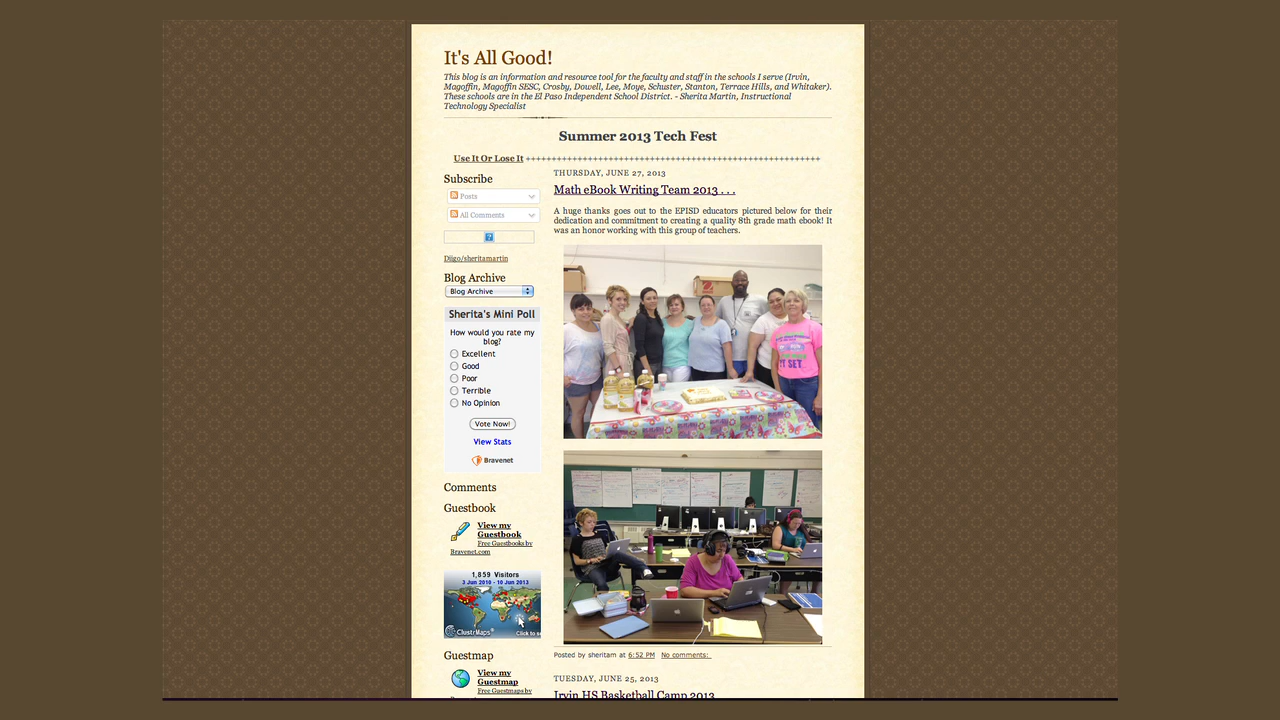 It's All Good!
This blog is an information and resource tool for the faculty and staff in the schools I serve (Irvin,
Magoffin, Magoffin SESC, Crosby, Dowell, Lee, Moye, Schuster, Stanton, Terrace Hills, and Whitaker).
These schools are in the El Paso Independent School District. - Sherita Martin, Instructional
Technology Specialist
Summer 2013 Tech Fest
Use It Or Lose It +++++++++++++++++++++++++++++++++++++++++++++++++++++++++
Subscribe
Posts
All Comments
?
Diigo/sheritamartin
Blog Archive
Blog Archive
Sherita's Mini Poll
How would you rate my
blog?
Excellent
Good
Poor
Terrible
No Opinion
Vote Now!
View Stats
Bravenet
Comments
Guestbook
View my
Guestbook
Free Guestbooks by
Bravenet.com
1,859 Visitors
3 Jun 2010 - 10 Jun 2013
ClustrMaps®
Click to se
Guestmap
View my
Guestmap
Free Guestmaps by
THURSDAY, JUNE 27, 2013
Math eBook Writing Team 2013 . . .
A huge thanks goes out to the EPISD educators pictured below for their
dedication and commitment to creating a quality 8th grade math ebook! It
was an honor working with this group of teachers.
SET
Posted by sheritam at 6:52 PM No comments:
TUESDAY, JUNE 25, 2013
Irvin HS Basketball Camp 2013